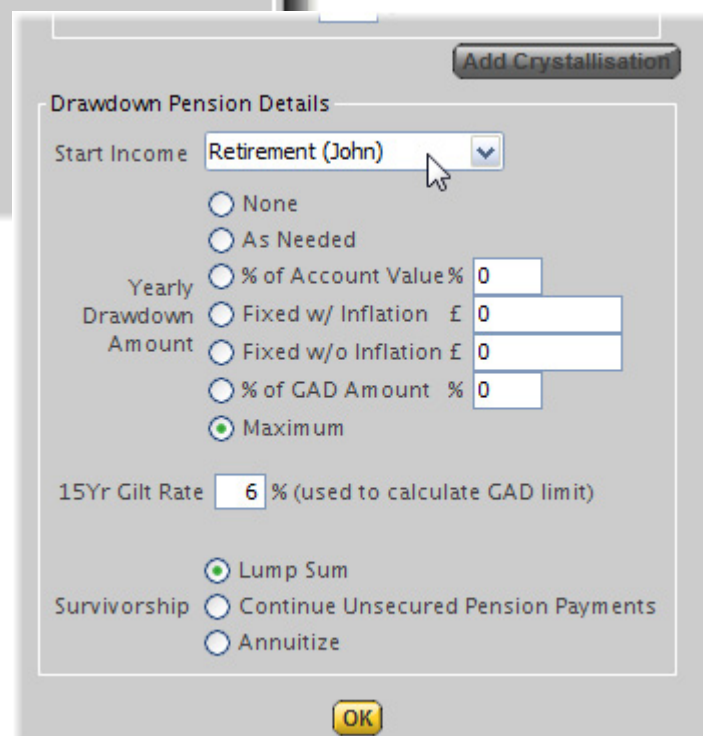 Add Crystallisation
Drawdown Pension Details
Start Income Retirement (John)
None
As Needed
% of Account Value % 0
Yearly Drawdown Amount
Fixed w/ Inflation £ 0
Fixed w/o Inflation £ 0
% of GAD Amount % 0
Maximum
15Yr Gilt Rate 6 % (used to calculate GAD limit)
Lump Sum
Survivorship Continue Unsecured Pension Payments
Annuitize
OK